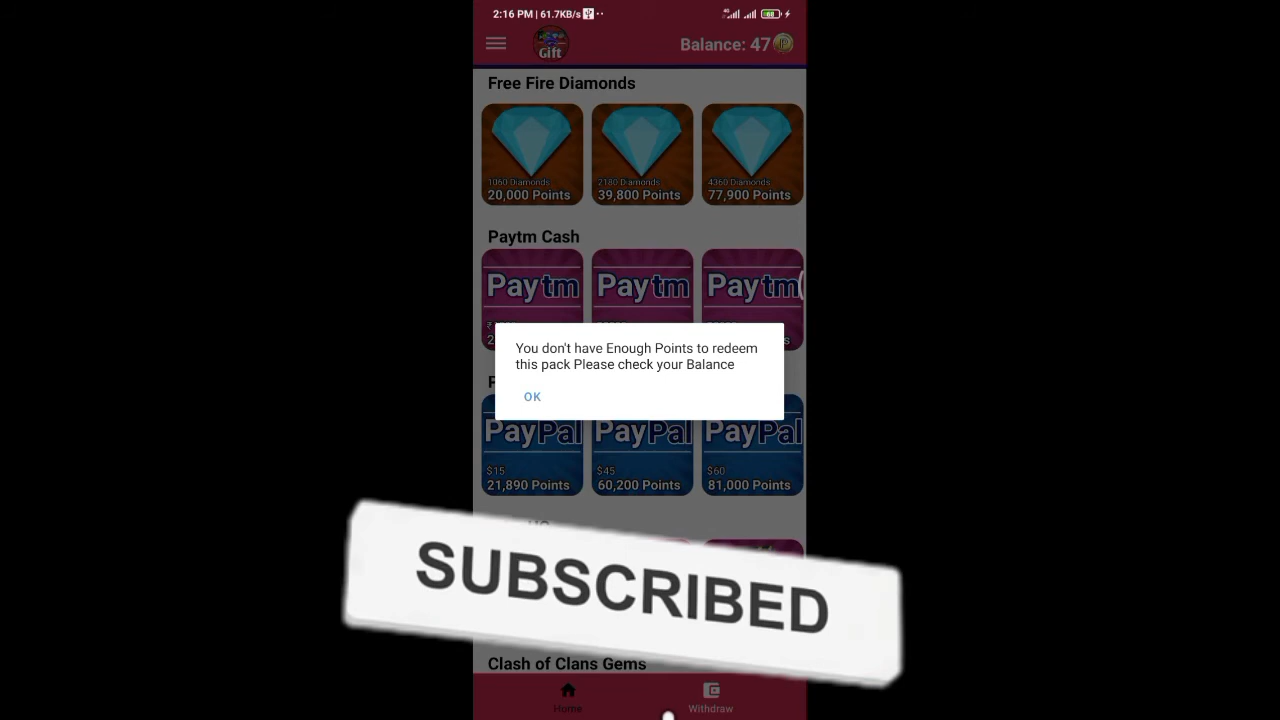 2:16 PM | 61.7KB/s
Gift
Balance: 47
Free Fire Diamonds
1060 Diamonds
2180 Diamonds
4360 Diamonds
20,000 Points
39,800 Points
77,900 Points
Paytm Cash
Paytm
Paytm
Paytm
You don't have Enough Points to redeem
this pack Please check your Balance
OK
PayPal
PayPal
PayPal
$15
$45
$60
21,890 Points
60,200 Points
81,000 Points
SUBSCRIBED
Clash of Clans Gems
Home
Withdraw